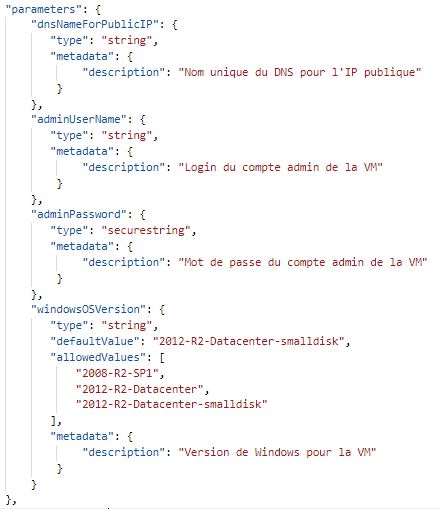 "parameters": {
"dnsNameForPublicIP": {
"type": "string",
"metadata": {
"description": "Nom unique du DNS pour l'IP publique"
}
},
"adminUserName": {
"type": "string",
"metadata": {
"description": "Login du compte admin de la VM"
}
},
"adminPassword": {
"type": "securestring",
"metadata": {
"description": "Mot de passe du compte admin de la VM"
}
},
"windowsOSVersion": {
"type": "string",
"defaultValue": "2012-R2-Datacenter-smalldisk",
"allowedValues": [
"2008-R2-SP1",
"2012-R2-Datacenter",
"2012-R2-Datacenter-smalldisk"
],
"metadata": {
"description": "Version de Windows pour la VM"
}
}
},